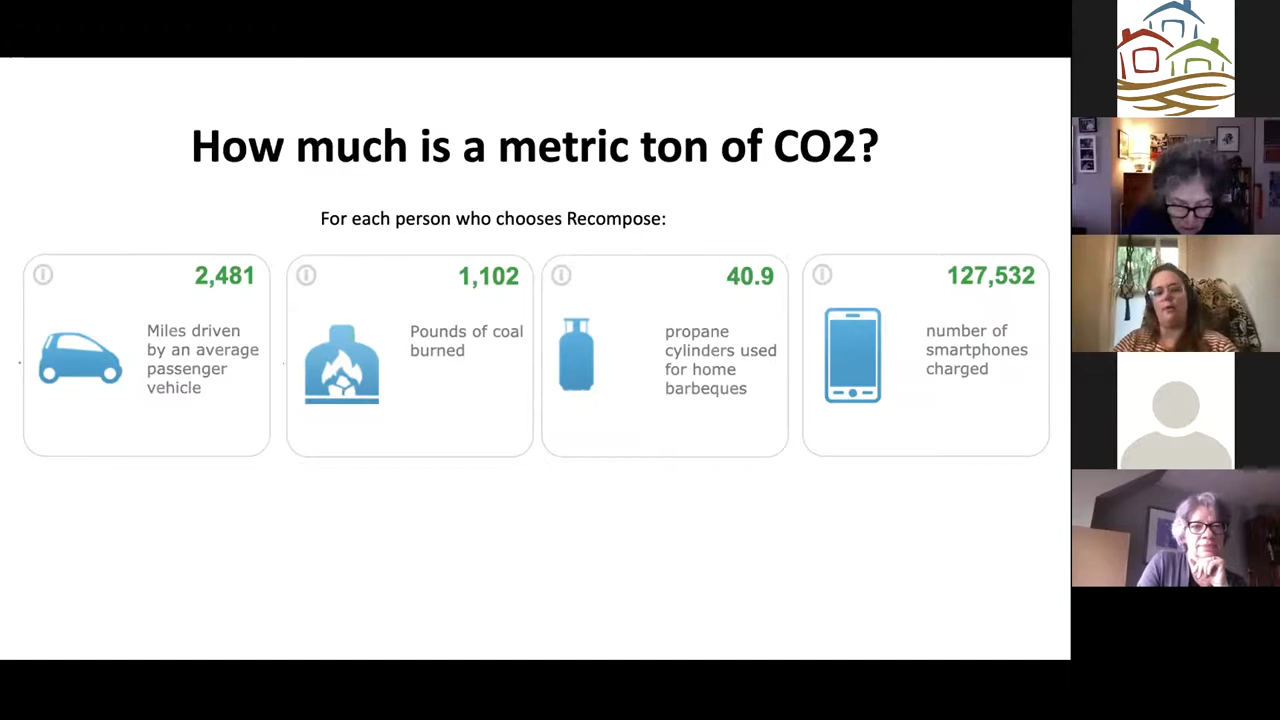 How much is a metric ton of CO2?
For each person who chooses Recompose:
2,481
Miles driven
by an average
passenger
vehicle
1,102
Pounds of coal
burned
40.9
propane
cylinders used
for home
barbeques
127,532
number of
smartphones
charged